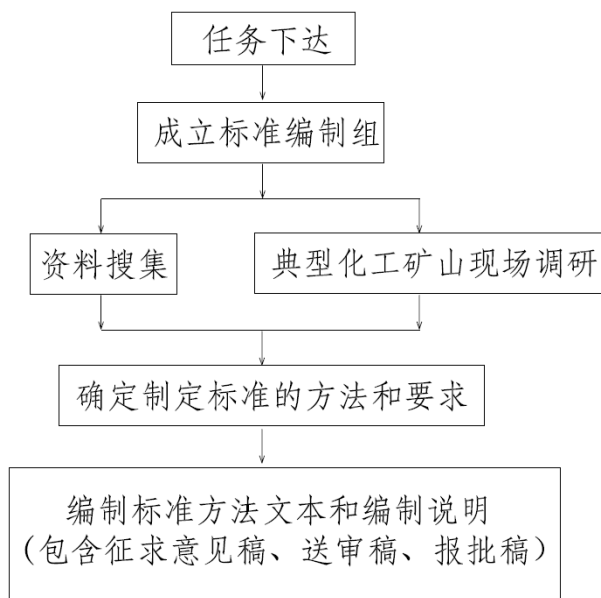 任务下达
成立标准编制组
资料搜集
典型化工矿山现场调研
确定制定标准的方法和要求
编制标准方法文本和编制说明
(包含征求意见稿、送审稿、报批稿)